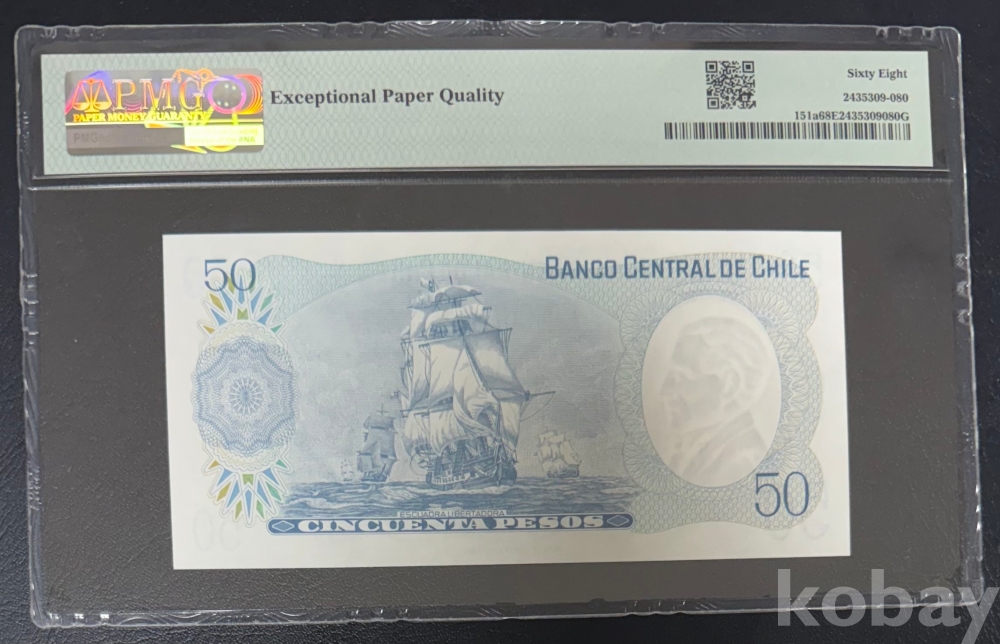 PMG
PAPER MONEY GUARANTY
Exceptional Paper Quality
Sixty Eight
2435309-080
151a68E2435309080G
50
BANCO CENTRAL DE CHILE
50
ESCUADRA LIBERTADORA
CINCUENTA PESOS
kobay